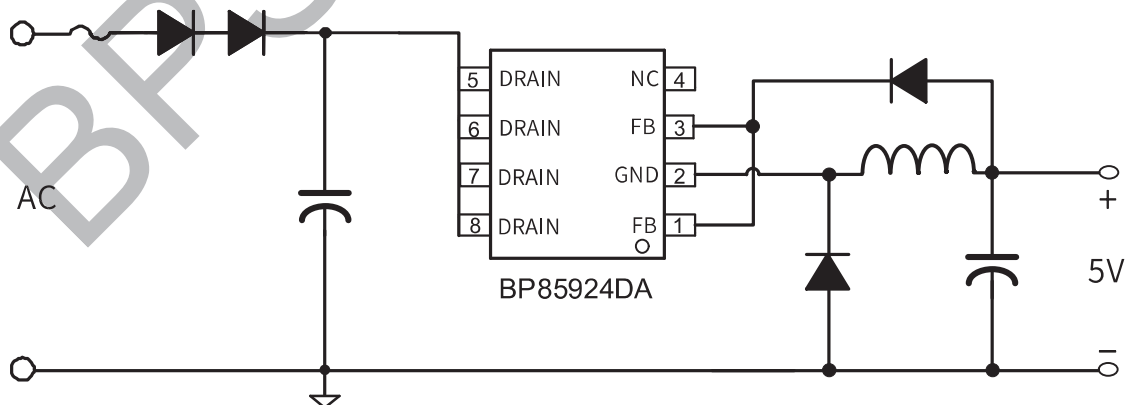 BPS
AC
5 DRAIN NC 4
6 DRAIN FB 3
7 DRAIN GND 2
8 DRAIN FB 1
BP85924DA
+
5V
−